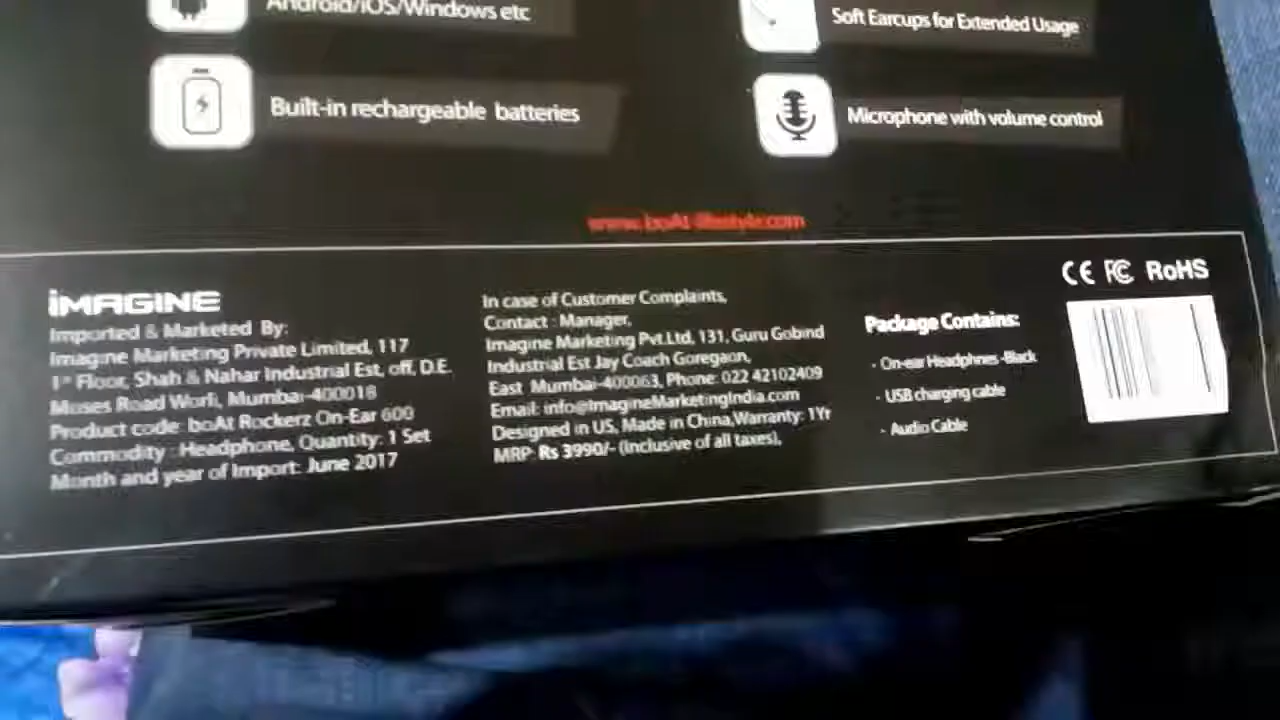 Android/iOS/Windows etc
Soft Earcups for Extended Usage
Built-in rechargeable batteries
Microphone with volume control
www.boAt-lifestyle.com
iMAGINE
Imported & Marketed By:
Imagine Marketing Private Limited, 117
1st Floor, Shah & Nahar Industrial Est, off, D.E.
Moses Road Worli, Mumbai-400018
Product code: boAt Rockerz On-Ear 600
Commodity : Headphone, Quantity: 1 Set
Month and year of Import: June 2017
In case of Customer Complaints,
Contact : Manager,
Imagine Marketing Pvt.Ltd, 131, Guru Gobind
Industrial Est Jay Coach Goregaon,
East Mumbai-400063, Phone: 022 42102409
Email: info@ImagineMarketingIndia.com
Designed in US, Made in China,Warranty: 1Yr
MRP: Rs 3990/- (Inclusive of all taxes),
Package Contains:
- On-ear Headphnes -Black
- USB charging cable
- Audio Cable
CE FC RoHS